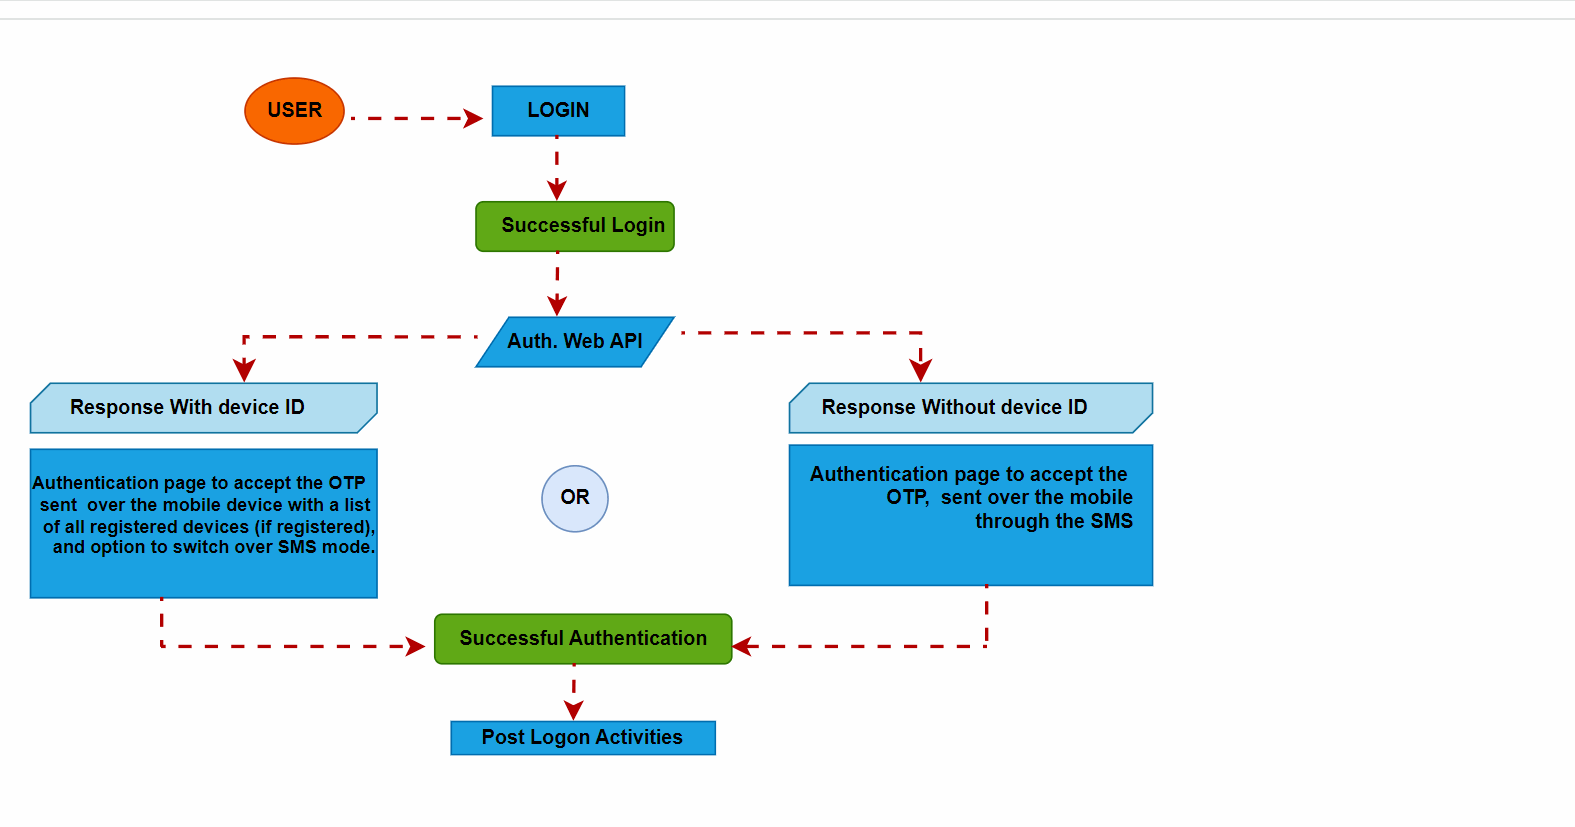 USER
LOGIN
Successful Login
Auth. Web API
Response With device ID
Response Without device ID
Authentication page to accept the OTP
sent  over the mobile device with a list
of all registered devices (if registered),
and option to switch over SMS mode.
OR
Authentication page to accept the
OTP,  sent over the mobile
through the SMS
Successful Authentication
Post Logon Activities